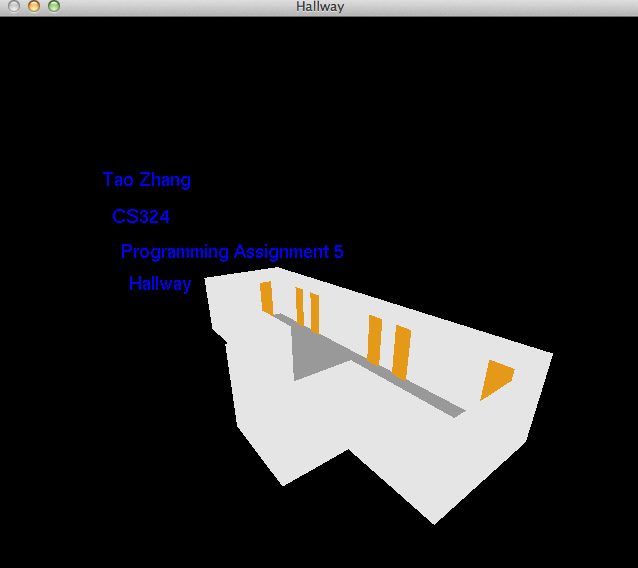 Hallway
Tao Zhang
CS324
Programming Assignment 5
Hallway